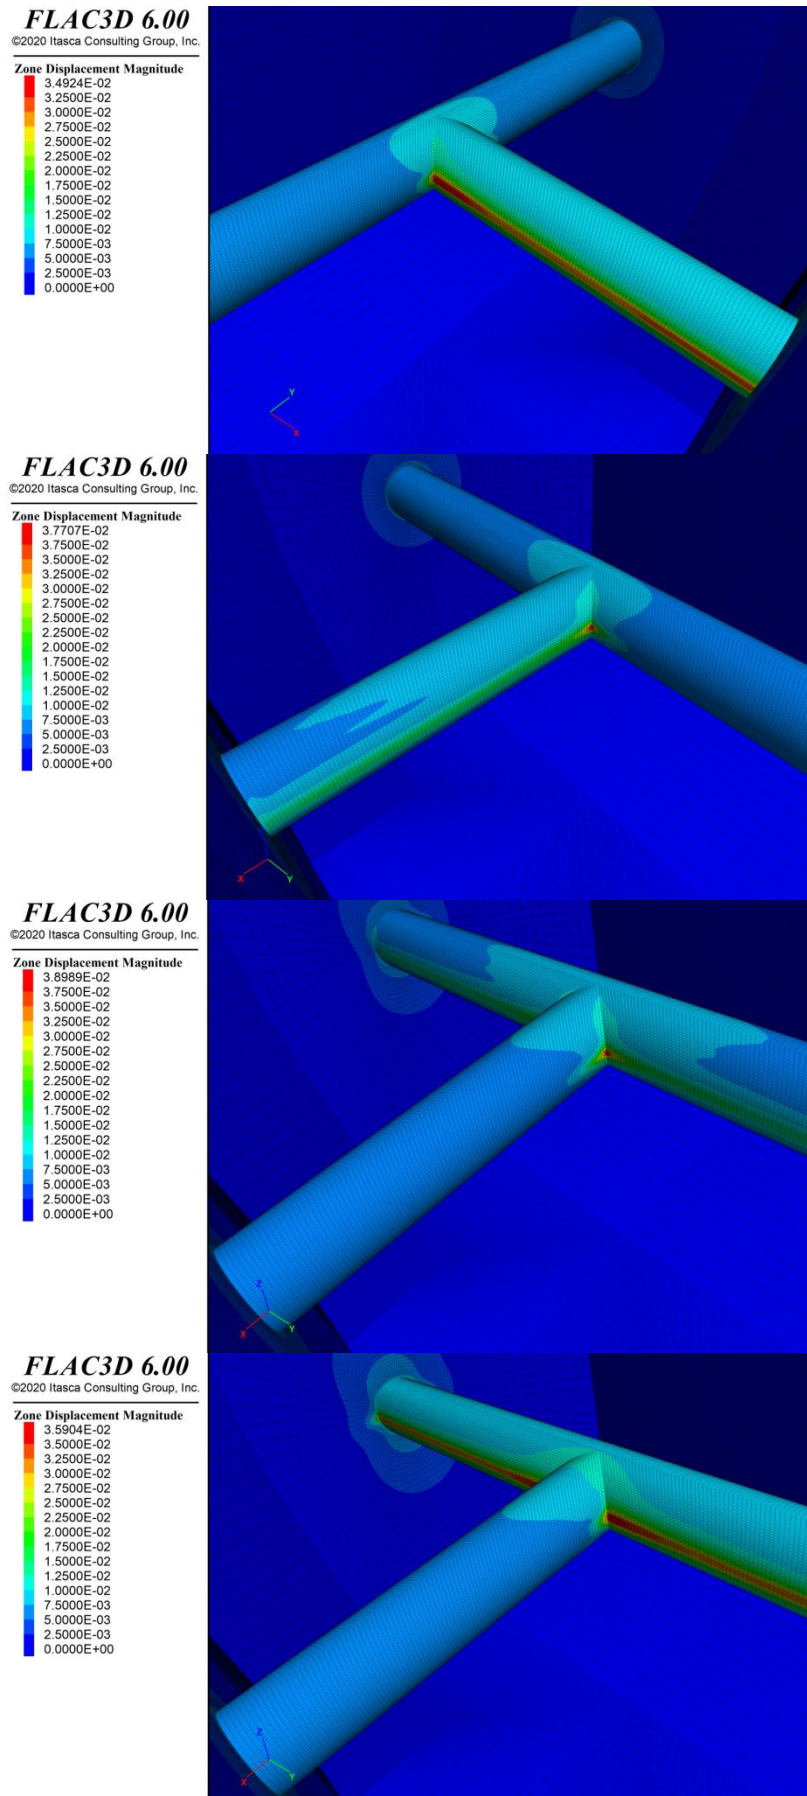 FLAC3D 6.00
©2020 Itasca Consulting Group, Inc.
Zone Displacement Magnitude
3.4924E-02
3.2500E-02
3.0000E-02
2.7500E-02
2.5000E-02
2.2500E-02
2.0000E-02
1.7500E-02
1.5000E-02
1.2500E-02
1.0000E-02
7.5000E-03
5.0000E-03
2.5000E-03
0.0000E+00
Y
X
FLAC3D 6.00
©2020 Itasca Consulting Group, Inc.
Zone Displacement Magnitude
3.7707E-02
3.7500E-02
3.5000E-02
3.2500E-02
3.0000E-02
2.7500E-02
2.5000E-02
2.2500E-02
2.0000E-02
1.7500E-02
1.5000E-02
1.2500E-02
1.0000E-02
7.5000E-03
5.0000E-03
2.5000E-03
0.0000E+00
X Y
FLAC3D 6.00
©2020 Itasca Consulting Group, Inc.
Zone Displacement Magnitude
3.8989E-02
3.7500E-02
3.5000E-02
3.2500E-02
3.0000E-02
2.7500E-02
2.5000E-02
2.2500E-02
2.0000E-02
1.7500E-02
1.5000E-02
1.2500E-02
1.0000E-02
7.5000E-03
5.0000E-03
2.5000E-03
0.0000E+00
Z
X Y
FLAC3D 6.00
©2020 Itasca Consulting Group, Inc.
Zone Displacement Magnitude
3.5904E-02
3.5000E-02
3.2500E-02
3.0000E-02
2.7500E-02
2.5000E-02
2.2500E-02
2.0000E-02
1.7500E-02
1.5000E-02
1.2500E-02
1.0000E-02
7.5000E-03
5.0000E-03
2.5000E-03
0.0000E+00
Z
X Y